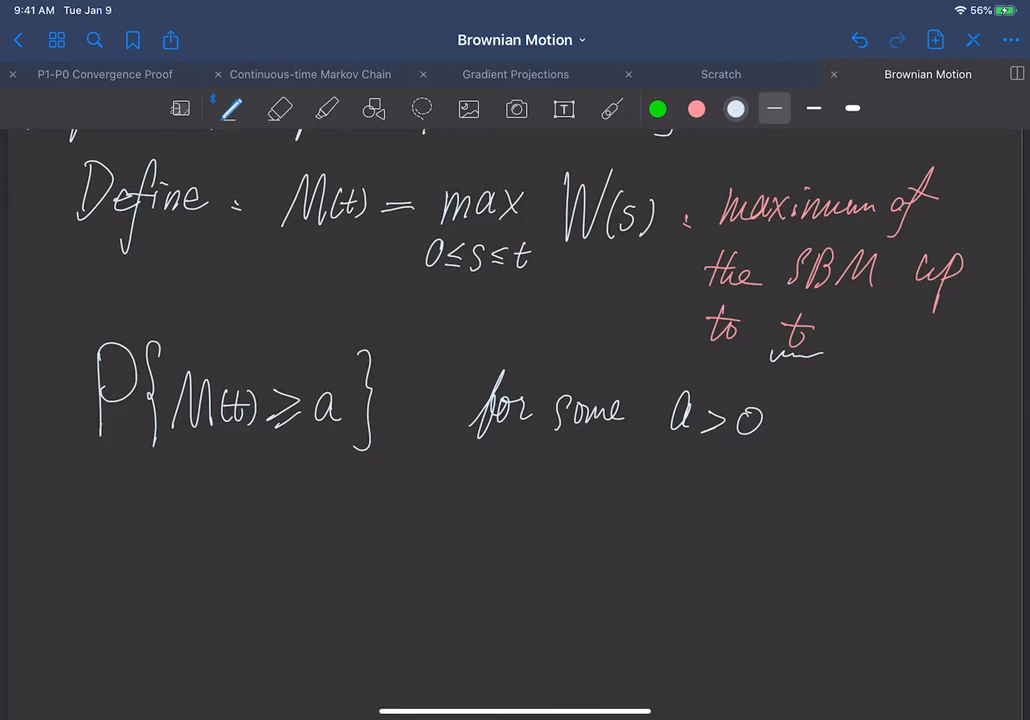 9:41 AM Tue Jan 9
56%
Brownian Motion
P1-P0 Convergence Proof
Continuous-time Markov Chain
Gradient Projections
Scratch
Brownian Motion
Define : M(t) = max W(s) : maximum of
0 ≤ s ≤ t
the SBM up
to t
P{M(t) ≥ a} for some a > 0